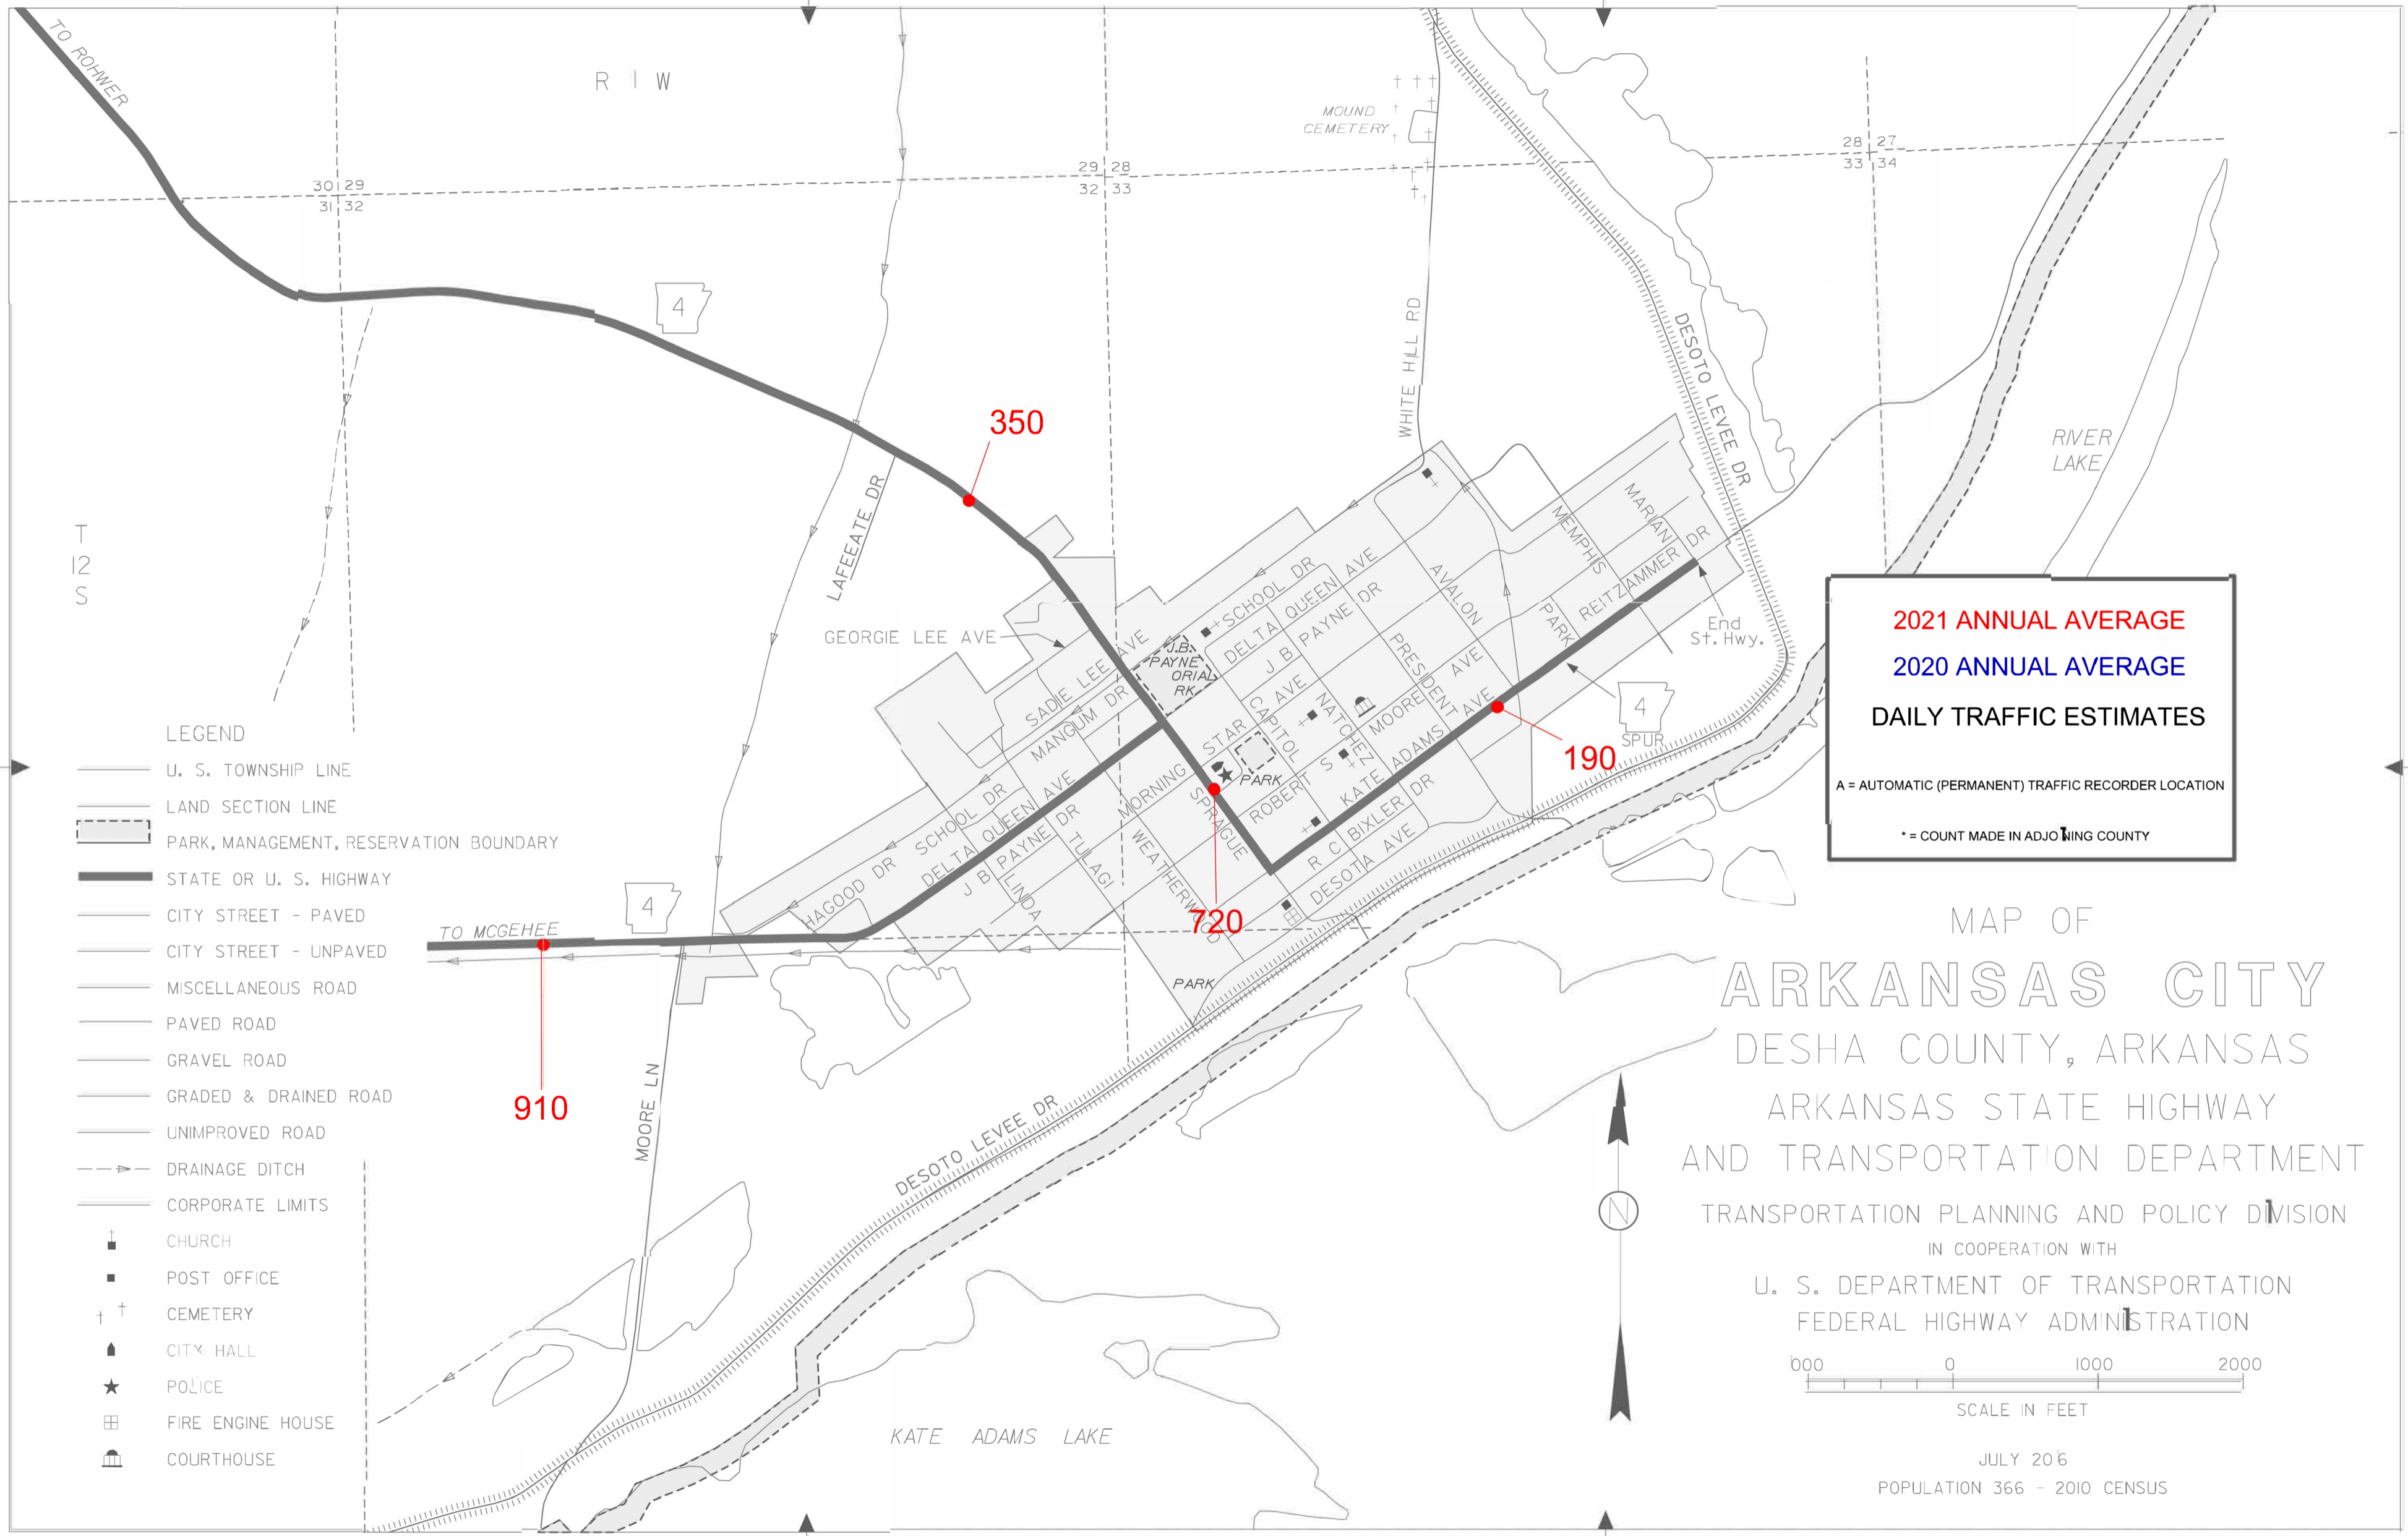 TO ROHWER
R I W
MOUND
CEMETERY
30 29
31 32
29 28
32 33
28 27
33 34
4
WHITE HILL RD
DESOTO LEVEE DR
RIVER
LAKE
350
LAFEEATE DR
T
12
S
GEORGIE LEE AVE
SADIE LEE AVE
MANGUM DR
J.B.
PAYNE
ORIAL
RK
SCHOOL DR
DELTA QUEEN AVE
J B PAYNE DR
AVALON
MEMPHIS
MARIAN
REITZAMMER DR
PARK
PRESIDENT
End
St. Hwy.
4
SPUR
190
STAR AVE
MORNING
CAPITOL
NATCHEZ
ROBERT S MOORE AVE
KATE ADAMS AVE
PARK
SPRAGUE
R C BIXLER DR
DESOTA AVE
SCHOOL DR
DELTA QUEEN AVE
J B PAYNE DR
HAGOOD DR
LINDA
TULAGI
WEATHERWOOD
720
PARK
4
TO MCGEHEE
910
MOORE LN
DESOTO LEVEE DR
KATE ADAMS LAKE
LEGEND
U. S. TOWNSHIP LINE
LAND SECTION LINE
PARK, MANAGEMENT, RESERVATION BOUNDARY
STATE OR U. S. HIGHWAY
CITY STREET - PAVED
CITY STREET - UNPAVED
MISCELLANEOUS ROAD
PAVED ROAD
GRAVEL ROAD
GRADED & DRAINED ROAD
UNIMPROVED ROAD
DRAINAGE DITCH
CORPORATE LIMITS
CHURCH
POST OFFICE
CEMETERY
CITY HALL
POLICE
FIRE ENGINE HOUSE
COURTHOUSE
2021 ANNUAL AVERAGE
2020 ANNUAL AVERAGE
DAILY TRAFFIC ESTIMATES
A = AUTOMATIC (PERMANENT) TRAFFIC RECORDER LOCATION
* = COUNT MADE IN ADJOINING COUNTY
MAP OF
ARKANSAS CITY
DESHA COUNTY, ARKANSAS
ARKANSAS STATE HIGHWAY
AND TRANSPORTATION DEPARTMENT
TRANSPORTATION PLANNING AND POLICY DIVISION
IN COOPERATION WITH
U. S. DEPARTMENT OF TRANSPORTATION
FEDERAL HIGHWAY ADMINISTRATION
N
000 0 1000 2000
SCALE IN FEET
JULY 206
POPULATION 366 - 2010 CENSUS